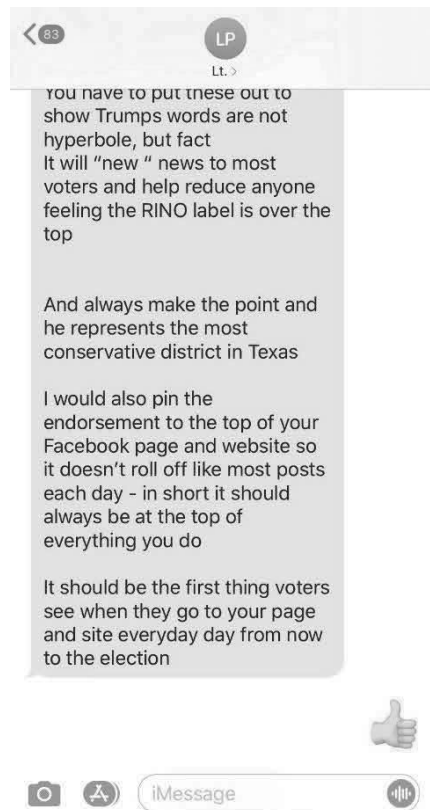 83
LP
Lt.
You have to put these out to
show Trumps words are not
hyperbole, but fact
It will “new “ news to most
voters and help reduce anyone
feeling the RINO label is over the
top
And always make the point and
he represents the most
conservative district in Texas
I would also pin the
endorsement to the top of your
Facebook page and website so
it doesn’t roll off like most posts
each day - in short it should
always be at the top of
everything you do
It should be the first thing voters
see when they go to your page
and site everyday day from now
to the election
iMessage